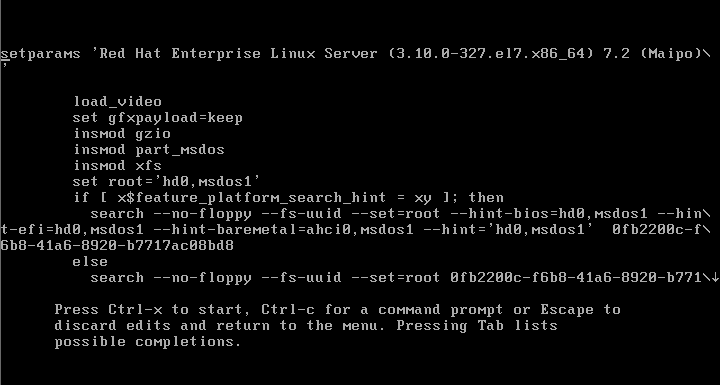 setparams 'Red Hat Enterprise Linux Server (3.10.0-327.el7.x86_64) 7.2 (Maipo)\
'
load_video
set gfxpayload=keep
insmod gzio
insmod part_msdos
insmod xfs
set root='hd0,msdos1'
if [ x$feature_platform_search_hint = xy ]; then
search --no-floppy --fs-uuid --set=root --hint-bios=hd0,msdos1 --hin\
t-efi=hd0,msdos1 --hint-baremetal=ahci0,msdos1 --hint='hd0,msdos1'  0fb2200c-f\
6b8-41a6-8920-b7717ac08bd8
else
search --no-floppy --fs-uuid --set=root 0fb2200c-f6b8-41a6-8920-b771\↓
Press Ctrl-x to start, Ctrl-c for a command prompt or Escape to
discard edits and return to the menu. Pressing Tab lists
possible completions.